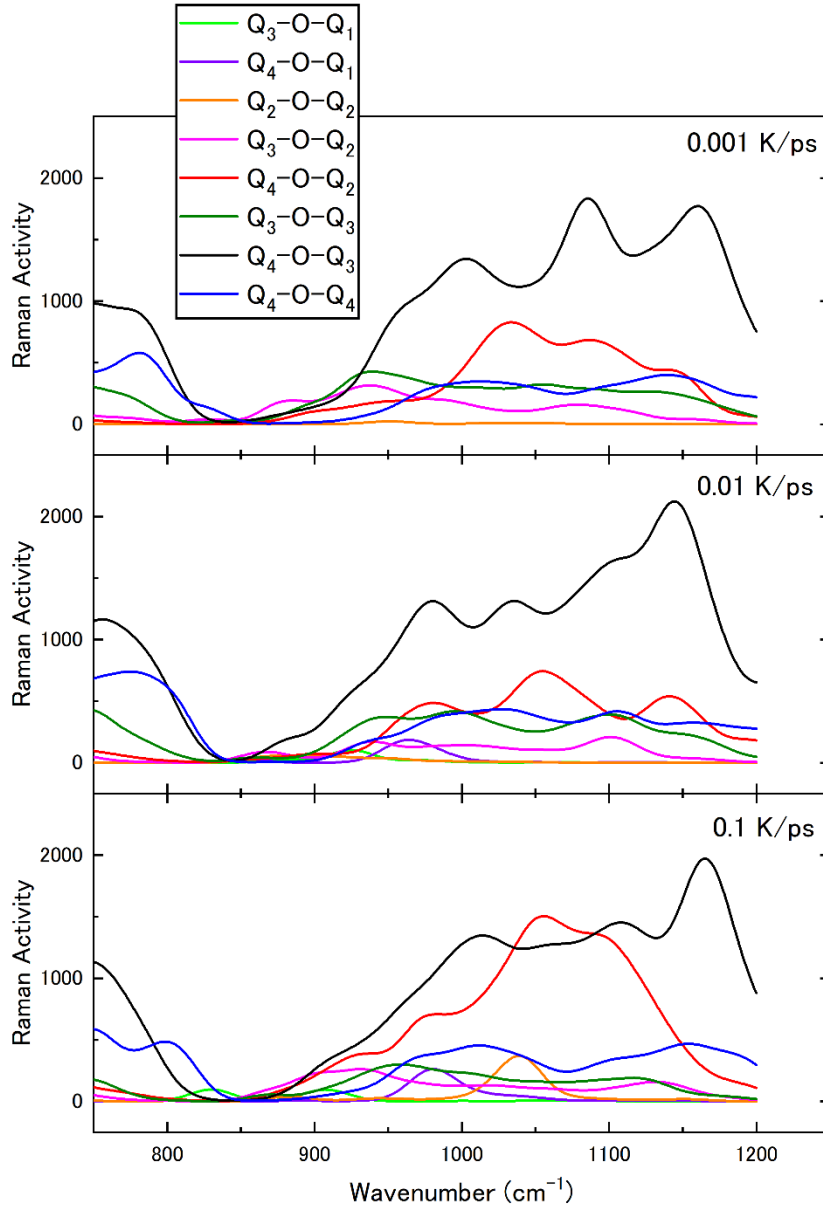 Q₃−O−Q₁
Q₄−O−Q₁
Q₂−O−Q₂
Q₃−O−Q₂
Q₄−O−Q₂
Q₃−O−Q₃
Q₄−O−Q₃
Q₄−O−Q₄
0.001 K/ps
2000
1000
0
Raman Activity
0.01 K/ps
2000
1000
0
Raman Activity
0.1 K/ps
2000
1000
0
Raman Activity
800 900 1000 1100 1200
Wavenumber (cm⁻¹)